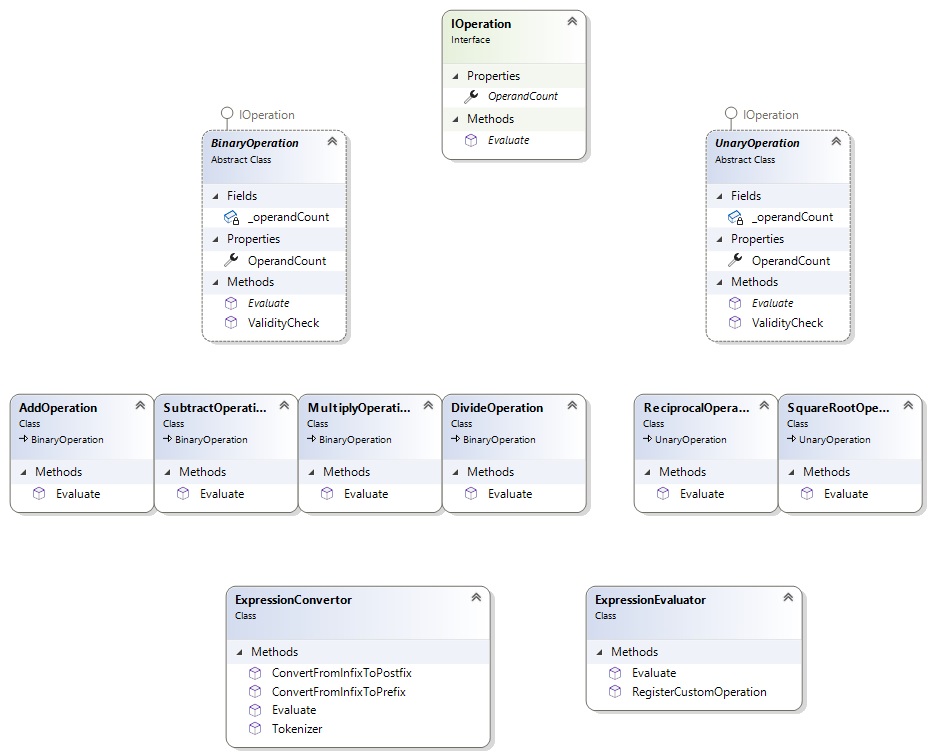 IOperation
Interface
Properties
OperandCount
Methods
Evaluate
IOperation
BinaryOperation
Abstract Class
Fields
_operandCount
Properties
OperandCount
Methods
Evaluate
ValidityCheck
IOperation
UnaryOperation
Abstract Class
Fields
_operandCount
Properties
OperandCount
Methods
Evaluate
ValidityCheck
AddOperation
Class
BinaryOperation
Methods
Evaluate
SubtractOperati...
Class
BinaryOperation
Methods
Evaluate
MultiplyOperati...
Class
BinaryOperation
Methods
Evaluate
DivideOperation
Class
BinaryOperation
Methods
Evaluate
ReciprocalOpera...
Class
UnaryOperation
Methods
Evaluate
SquareRootOpe...
Class
UnaryOperation
Methods
Evaluate
ExpressionConvertor
Class
Methods
ConvertFromInfixToPostfix
ConvertFromInfixToPrefix
Evaluate
Tokenizer
ExpressionEvaluator
Class
Methods
Evaluate
RegisterCustomOperation